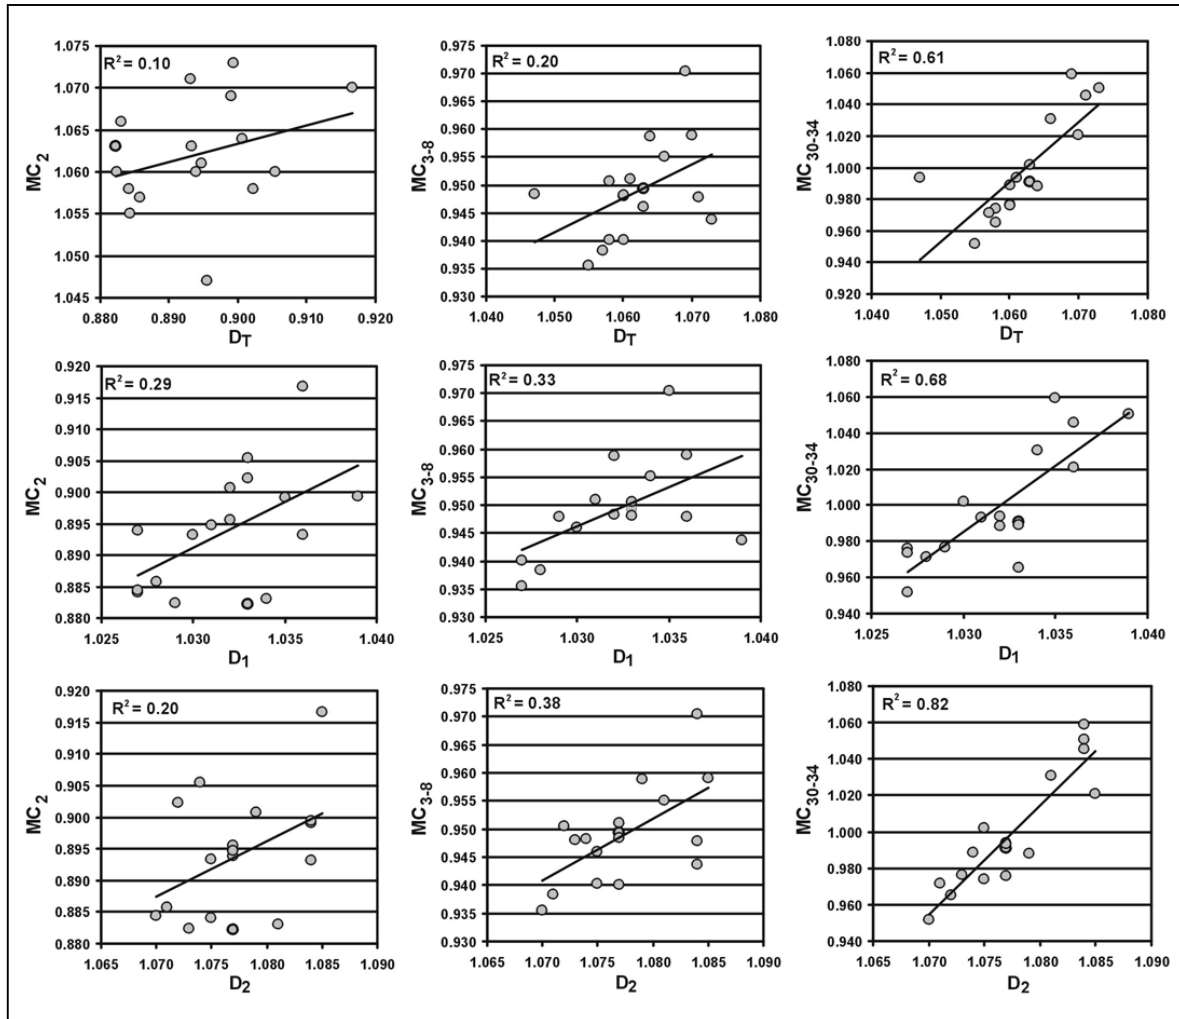 1.075
1.070
1.065
1.060
1.055
1.050
1.045
R² = 0.10
MC₂
0.880 0.890 0.900 0.910 0.920
D_T
0.975
0.970
0.965
0.960
0.955
0.950
0.945
0.940
0.935
0.930
R² = 0.20
MC₃₋₈
1.040 1.050 1.060 1.070 1.080
D_T
1.080
1.060
1.040
1.020
1.000
0.980
0.960
0.940
0.920
R² = 0.61
MC₃₀₋₃₄
1.040 1.050 1.060 1.070 1.080
D_T
0.920
0.915
0.910
0.905
0.900
0.895
0.890
0.885
0.880
R² = 0.29
MC₂
1.025 1.030 1.035 1.040
D₁
0.975
0.970
0.965
0.960
0.955
0.950
0.945
0.940
0.935
0.930
R² = 0.33
MC₃₋₈
1.025 1.030 1.035 1.040
D₁
1.080
1.060
1.040
1.020
1.000
0.980
0.960
0.940
R² = 0.68
MC₃₀₋₃₄
1.025 1.030 1.035 1.040
D₁
0.920
0.915
0.910
0.905
0.900
0.895
0.890
0.885
0.880
R² = 0.20
MC₂
1.065 1.070 1.075 1.080 1.085 1.090
D₂
0.975
0.970
0.965
0.960
0.955
0.950
0.945
0.940
0.935
0.930
R² = 0.38
MC₃₋₈
1.065 1.070 1.075 1.080 1.085 1.090
D₂
1.080
1.060
1.040
1.020
1.000
0.980
0.960
0.940
R² = 0.82
MC₃₀₋₃₄
1.065 1.070 1.075 1.080 1.085 1.090
D₂